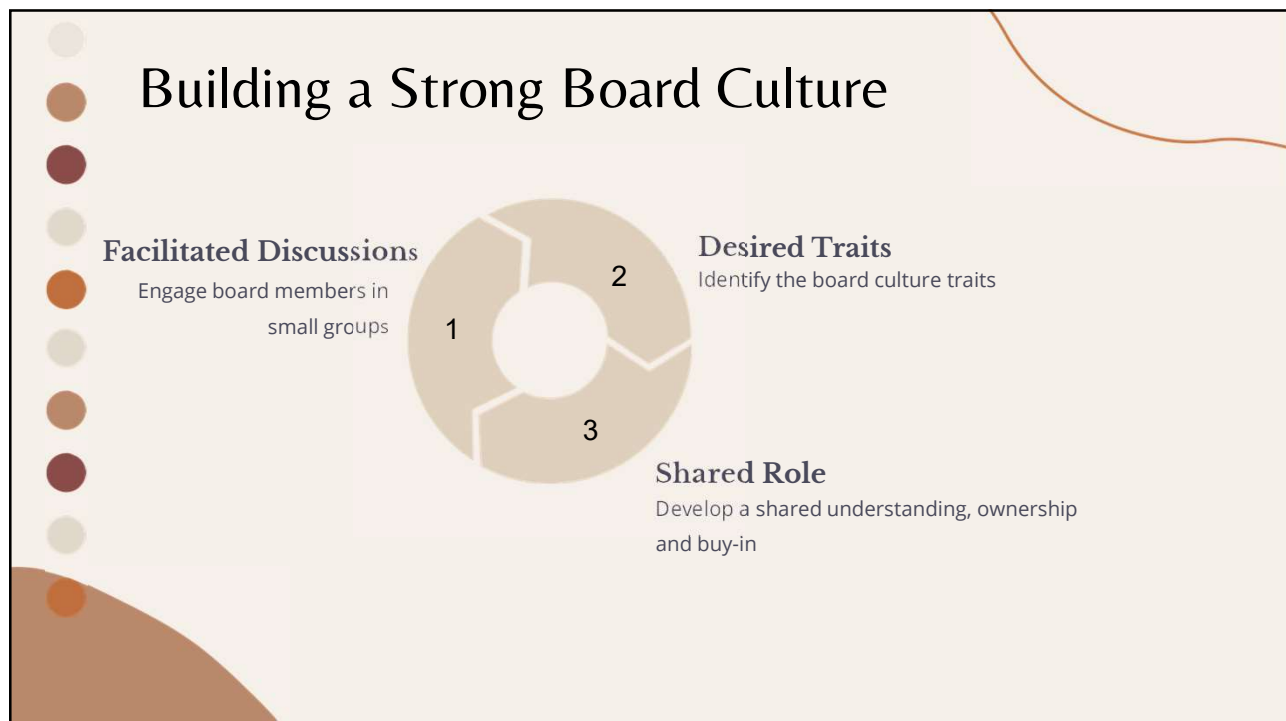 Building a Strong Board Culture
Facilitated Discussions
Engage board members in
small groups
1
2
Desired Traits
Identify the board culture traits
3
Shared Role
Develop a shared understanding, ownership
and buy-in